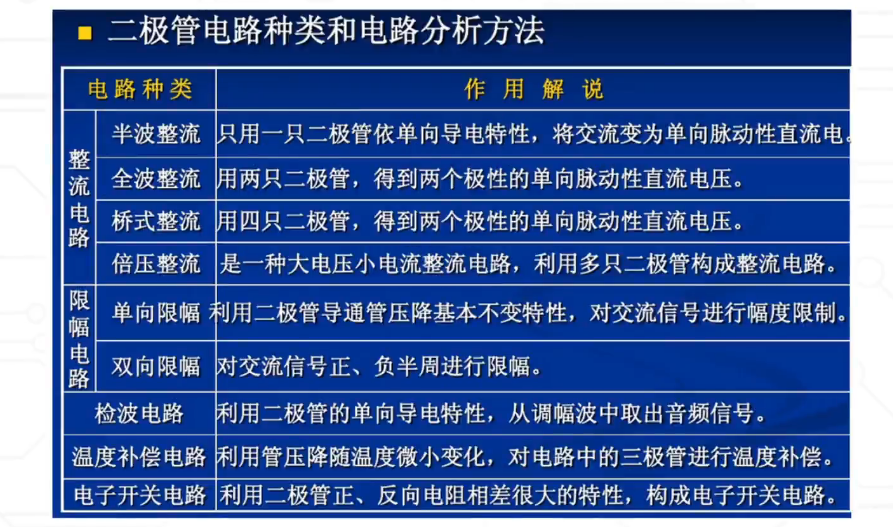 二极管电路种类和电路分析方法
电路种类 作用解说
整流电路
半波整流 只用一只二极管依单向导电特性，将交流变为单向脉动性直流电。
全波整流 用两只二极管，得到两个极性的单向脉动性直流电压。
桥式整流 用四只二极管，得到两个极性的单向脉动性直流电压。
倍压整流 是一种大电压小电流整流电路，利用多只二极管构成整流电路。
限幅电路
单向限幅 利用二极管导通管压降基本不变特性，对交流信号进行幅度限制。
双向限幅 对交流信号正、负半周进行限幅。
检波电路 利用二极管的单向导电特性，从调幅波中取出音频信号。
温度补偿电路 利用管压降随温度微小变化，对电路中的三极管进行温度补偿。
电子开关电路 利用二极管正、反向电阻相差很大的特性，构成电子开关电路。